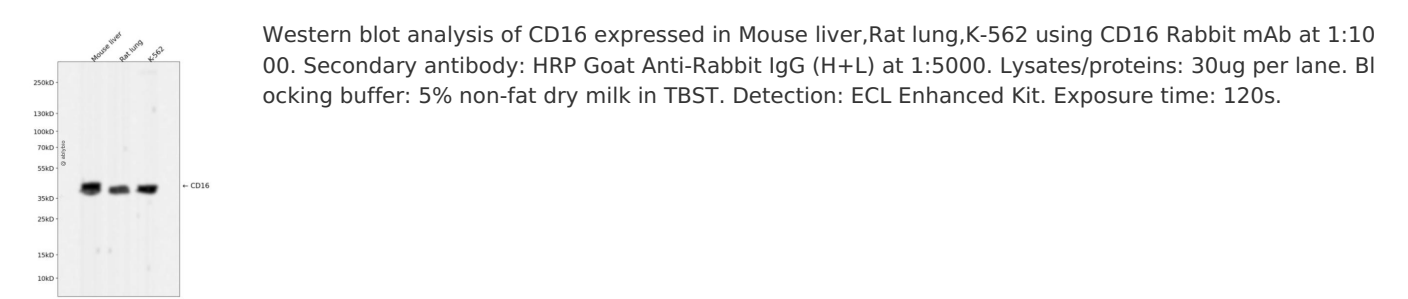 Mouse liver
Rat lung
K-562
250kD
130kD
100kD
70kD
55kD
35kD
25kD
15kD
10kD
← CD16
Western blot analysis of CD16 expressed in Mouse liver,Rat lung,K-562 using CD16 Rabbit mAb at 1:10
00. Secondary antibody: HRP Goat Anti-Rabbit IgG (H+L) at 1:5000. Lysates/proteins: 30ug per lane. Bl
ocking buffer: 5% non-fat dry milk in TBST. Detection: ECL Enhanced Kit. Exposure time: 120s.